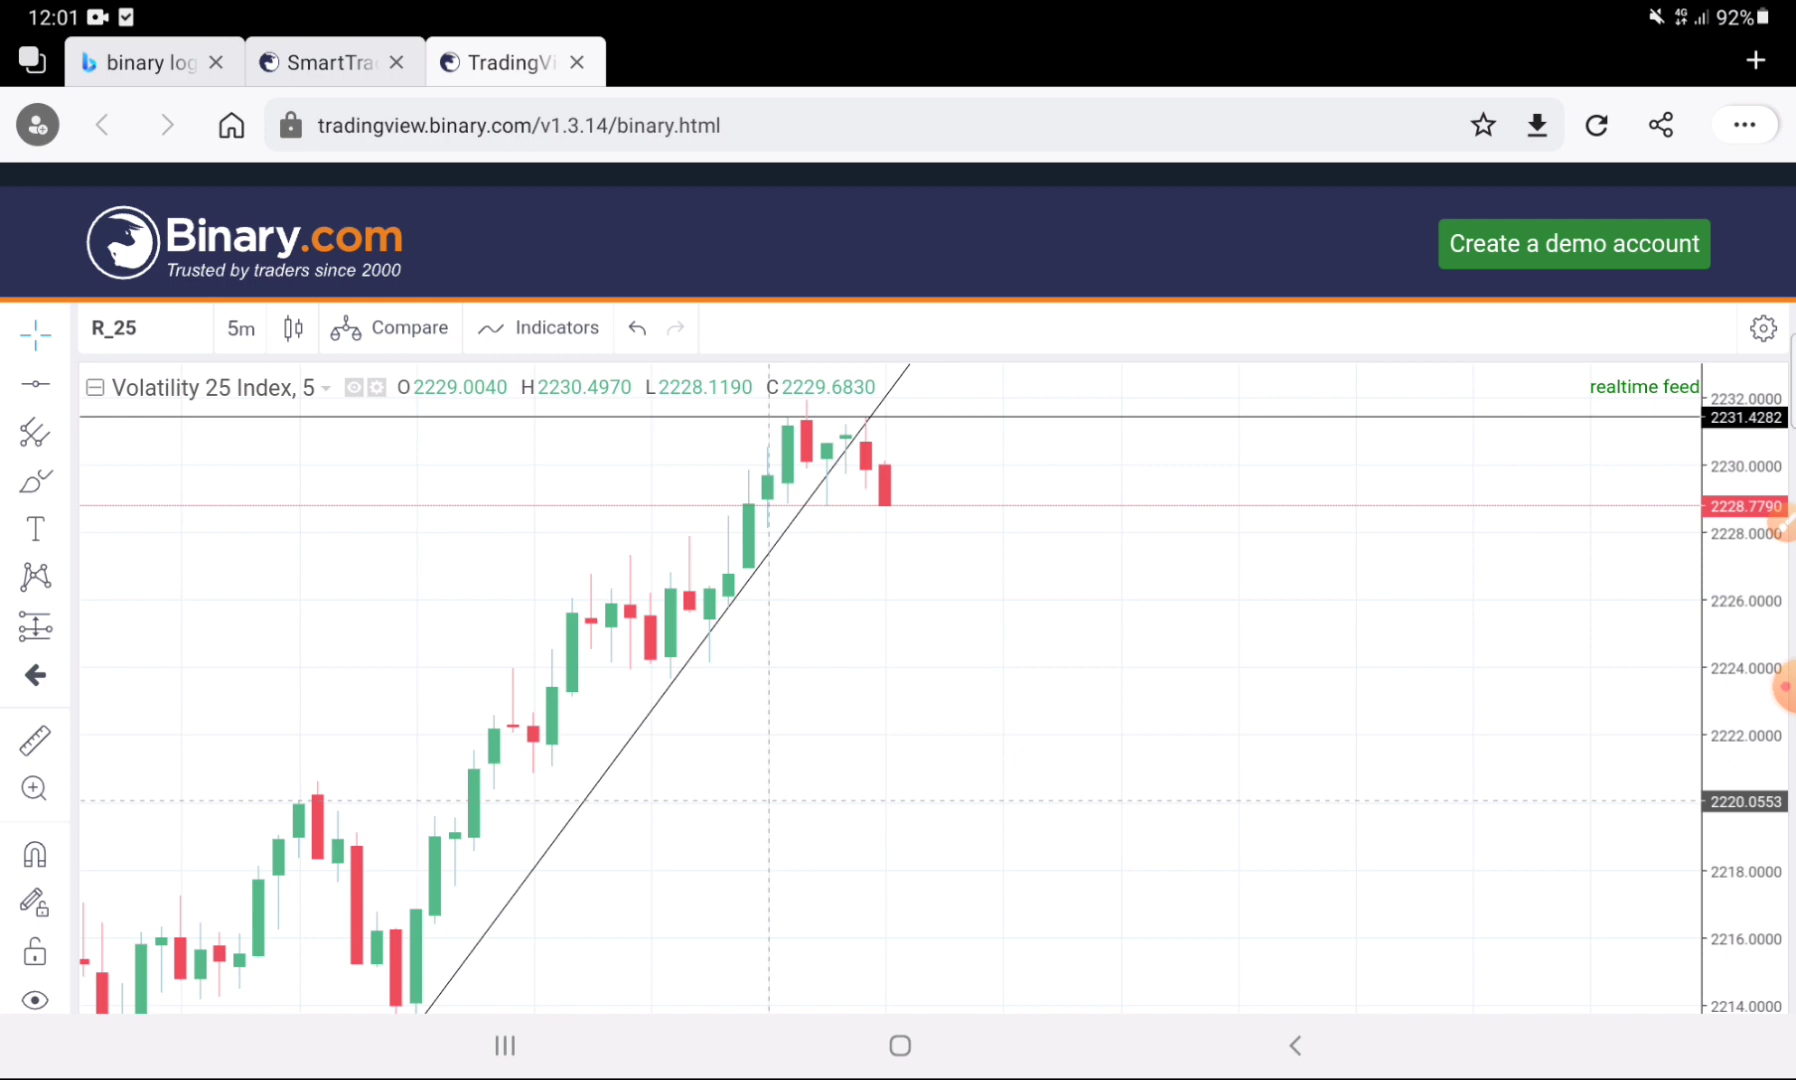 12:01
4G
92%
binary log
SmartTra
TradingVi
tradingview.binary.com/v1.3.14/binary.html
Binary.com
Trusted by traders since 2000
Create a demo account
R_25
5m
Compare
Indicators
Volatility 25 Index, 5
O 2229.0040 H 2230.4970 L 2228.1190 C 2229.6830
realtime feed
2232.0000
2231.4282
2230.0000
2228.7790
2228.0000
2226.0000
2224.0000
2222.0000
2220.0553
2218.0000
2216.0000
2214.0000